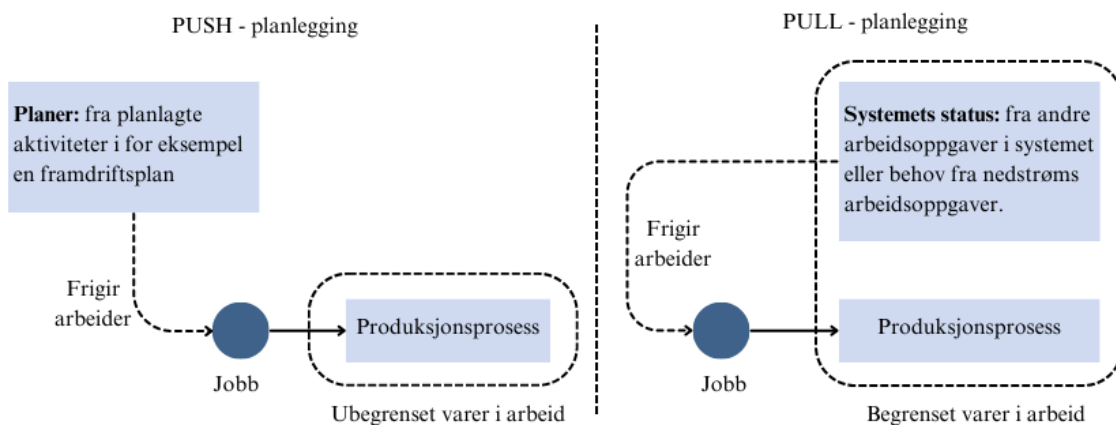 PUSH - planlegging
Planer: fra planlagte
aktiviteter i for eksempel
en framdriftsplan
Frigir
arbeider
Jobb
Produksjonsprosess
Ubegrenset varer i arbeid
PULL - planlegging
Systemets status: fra andre
arbeidsoppgaver i systemet
eller behov fra nedstrøms
arbeidsoppgaver.
Frigir
arbeider
Jobb
Produksjonsprosess
Begrenset varer i arbeid